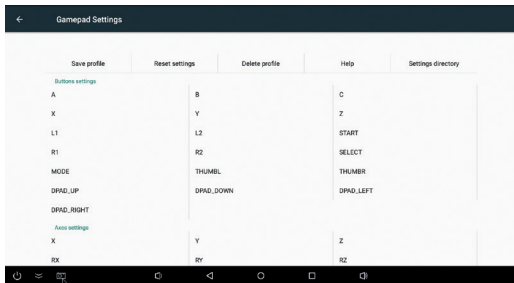 Gamepad Settings
Save profile Reset settings Delete profile Help Settings directory
Buttons settings
A B C
X Y Z
L1 L2 START
R1 R2 SELECT
MODE THUMBL THUMBR
DPAD_UP DPAD_DOWN DPAD_LEFT
DPAD_RIGHT
Axes settings
X Y Z
RX RY RZ